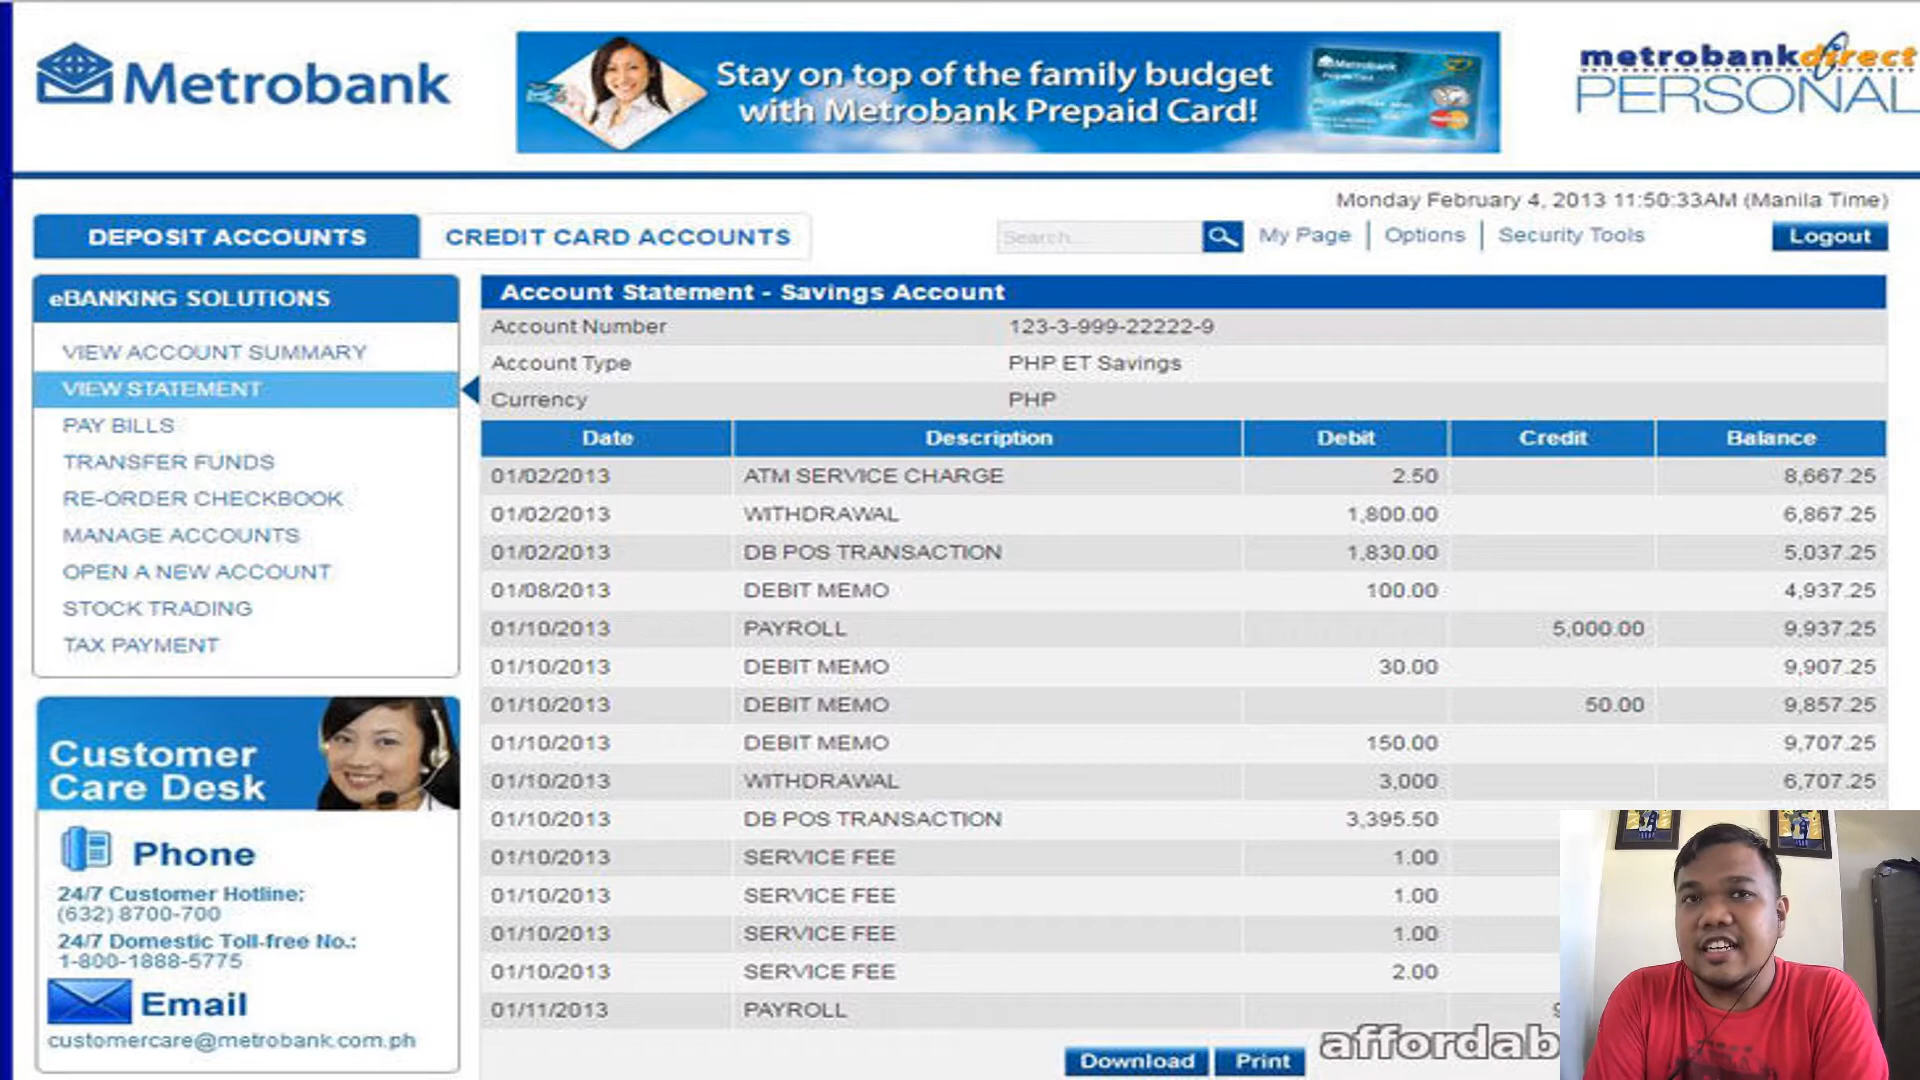 Metrobank
Stay on top of the family budget
with Metrobank Prepaid Card!
metrobankdirect
PERSONAL
Monday February 4, 2013 11:50:33AM (Manila Time)
DEPOSIT ACCOUNTS
CREDIT CARD ACCOUNTS
Search...
My Page | Options | Security Tools
Logout
eBANKING SOLUTIONS
VIEW ACCOUNT SUMMARY
VIEW STATEMENT
PAY BILLS
TRANSFER FUNDS
RE-ORDER CHECKBOOK
MANAGE ACCOUNTS
OPEN A NEW ACCOUNT
STOCK TRADING
TAX PAYMENT
Customer
Care Desk
Phone
24/7 Customer Hotline:
(632) 8700-700
24/7 Domestic Toll-free No.:
1-800-1888-5775
Email
customercare@metrobank.com.ph
Account Statement - Savings Account
Account Number 123-3-999-22222-9
Account Type PHP ET Savings
Currency PHP
Date Description Debit Credit Balance
01/02/2013 ATM SERVICE CHARGE 2.50 8,667.25
01/02/2013 WITHDRAWAL 1,800.00 6,867.25
01/02/2013 DB POS TRANSACTION 1,830.00 5,037.25
01/08/2013 DEBIT MEMO 100.00 4,937.25
01/10/2013 PAYROLL 5,000.00 9,937.25
01/10/2013 DEBIT MEMO 30.00 9,907.25
01/10/2013 DEBIT MEMO 50.00 9,857.25
01/10/2013 DEBIT MEMO 150.00 9,707.25
01/10/2013 WITHDRAWAL 3,000 6,707.25
01/10/2013 DB POS TRANSACTION 3,395.50
01/10/2013 SERVICE FEE 1.00
01/10/2013 SERVICE FEE 1.00
01/10/2013 SERVICE FEE 1.00
01/10/2013 SERVICE FEE 2.00
01/11/2013 PAYROLL
Download Print
affordab